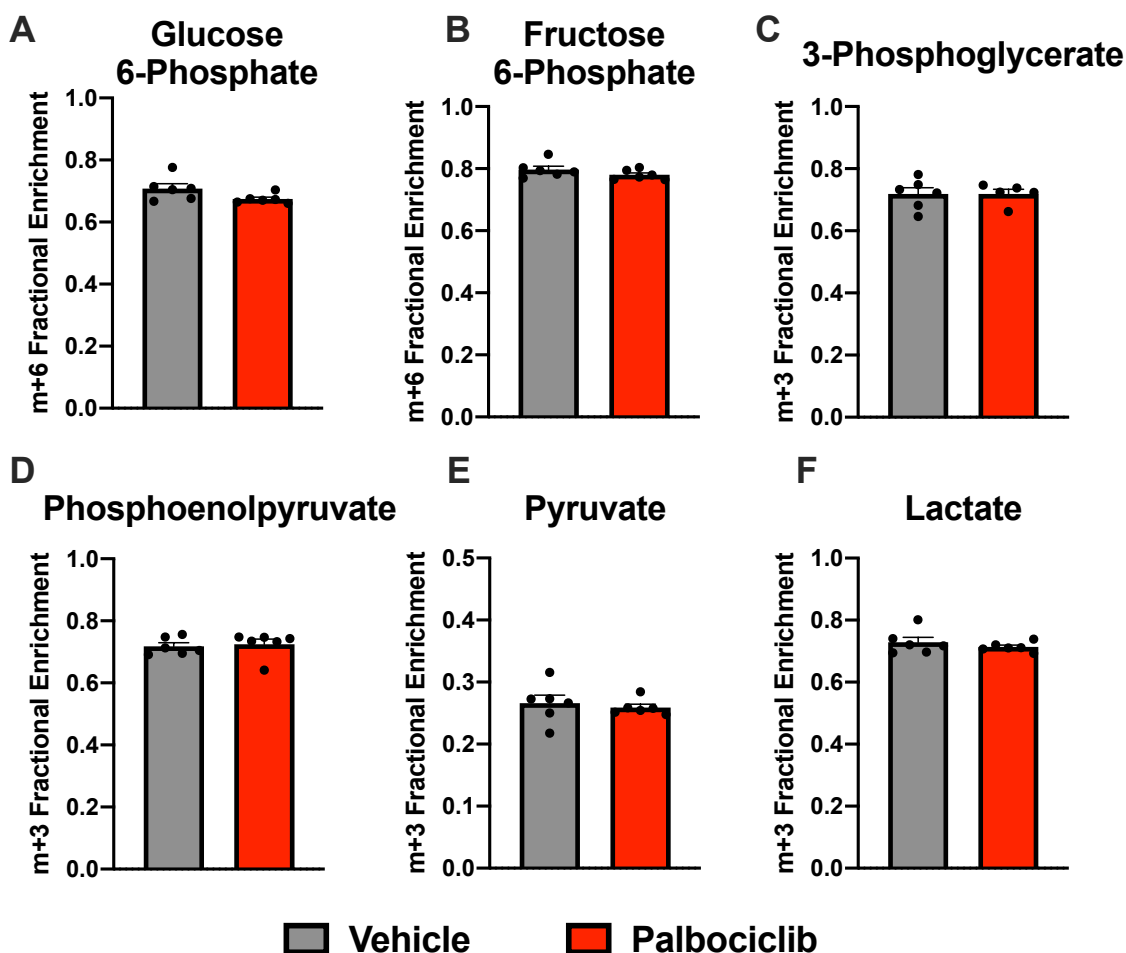 A
Glucose
6-Phosphate
m+6 Fractional Enrichment
1.0
0.8
0.6
0.4
0.2
0.0
B
Fructose
6-Phosphate
m+6 Fractional Enrichment
1.0
0.8
0.6
0.4
0.2
0.0
C
3-Phosphoglycerate
m+3 Fractional Enrichment
1.0
0.8
0.6
0.4
0.2
0.0
D
Phosphoenolpyruvate
m+3 Fractional Enrichment
1.0
0.8
0.6
0.4
0.2
0.0
E
Pyruvate
m+3 Fractional Enrichment
0.5
0.4
0.3
0.2
0.1
0.0
F
Lactate
m+3 Fractional Enrichment
1.0
0.8
0.6
0.4
0.2
0.0
Vehicle
Palbociclib